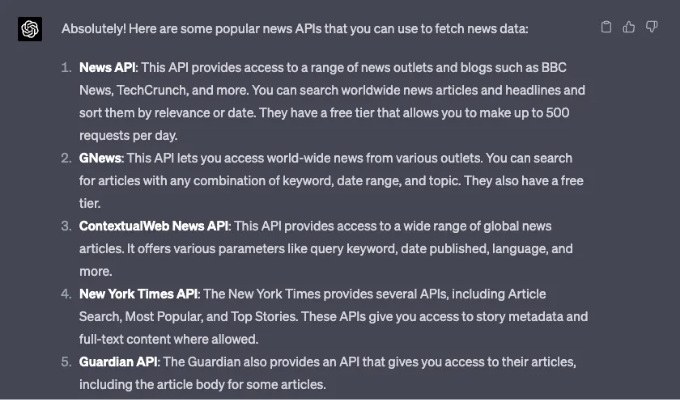 Absolutely! Here are some popular news APIs that you can use to fetch news data:
1. News API: This API provides access to a range of news outlets and blogs such as BBC
News, TechCrunch, and more. You can search worldwide news articles and headlines and
sort them by relevance or date. They have a free tier that allows you to make up to 500
requests per day.
2. GNews: This API lets you access world-wide news from various outlets. You can search
for articles with any combination of keyword, date range, and topic. They also have a free
tier.
3. ContextualWeb News API: This API provides access to a wide range of global news
articles. It offers various parameters like query keyword, date published, language, and
more.
4. New York Times API: The New York Times provides several APIs, including Article
Search, Most Popular, and Top Stories. These APIs give you access to story metadata and
full-text content where allowed.
5. Guardian API: The Guardian also provides an API that gives you access to their articles,
including the article body for some articles.